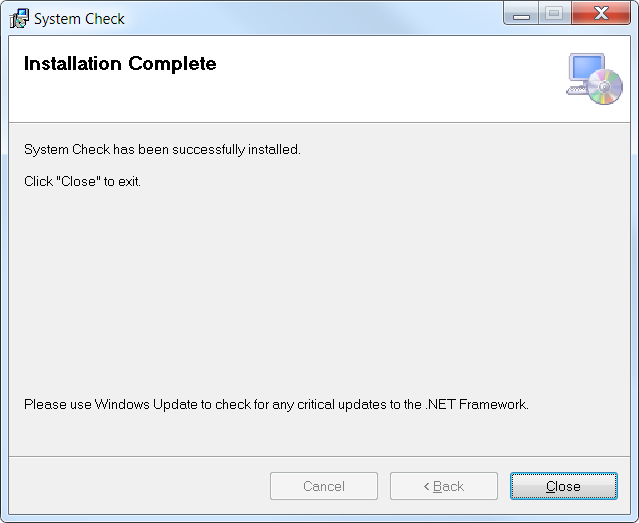 System Check
Installation Complete
System Check has been successfully installed.
Click "Close" to exit.
Please use Windows Update to check for any critical updates to the .NET Framework.
Cancel
< Back
Close